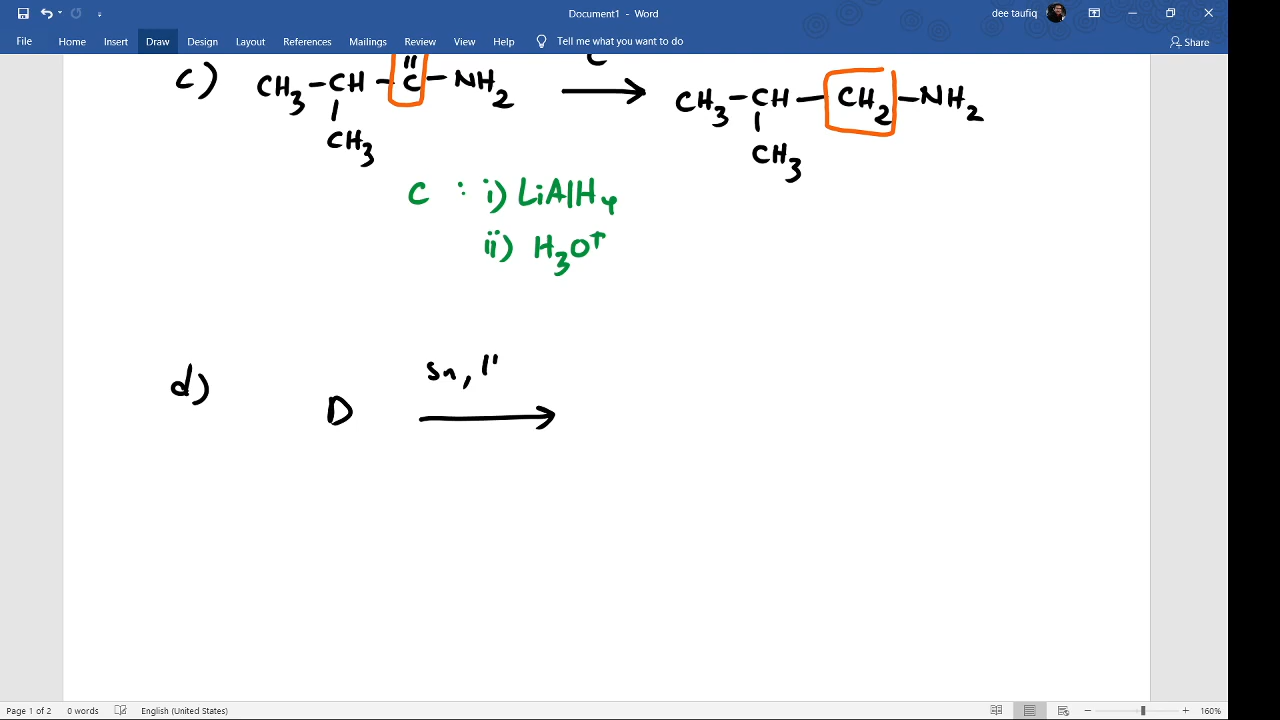 Document1 - Word
dee taufiq
File Home Insert Draw Design Layout References Mailings Review View Help Tell me what you want to do Share
c) CH3-CH-C-NH2 → CH3-CH-CH2-NH2
CH3 CH3
C : i) LiAlH4
ii) H3O+
Sn,
d) D →
Page 1 of 2 0 words English (United States) 160%